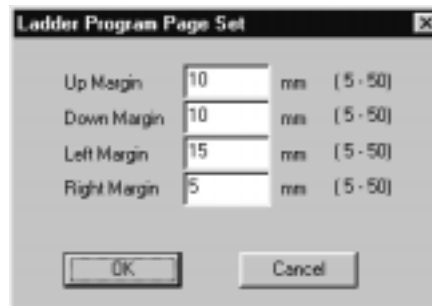 Ladder Program Page Set
Up Margin 10 mm ( 5 - 50)
Down Margin 10 mm ( 5 - 50)
Left Margin 15 mm ( 5 - 50)
Right Margin 5 mm ( 5 - 50)
OK Cancel